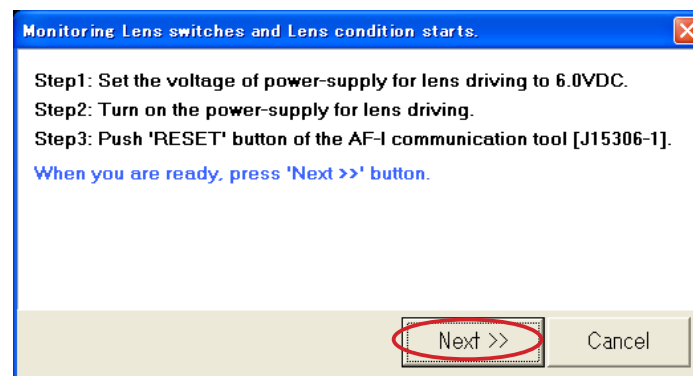 Monitoring Lens switches and Lens condition starts.
Step1: Set the voltage of power-supply for lens driving to 6.0VDC.
Step2: Turn on the power-supply for lens driving.
Step3: Push 'RESET' button of the AF-I communication tool [J15306-1].
When you are ready, press 'Next >>' button.
Next >>
Cancel